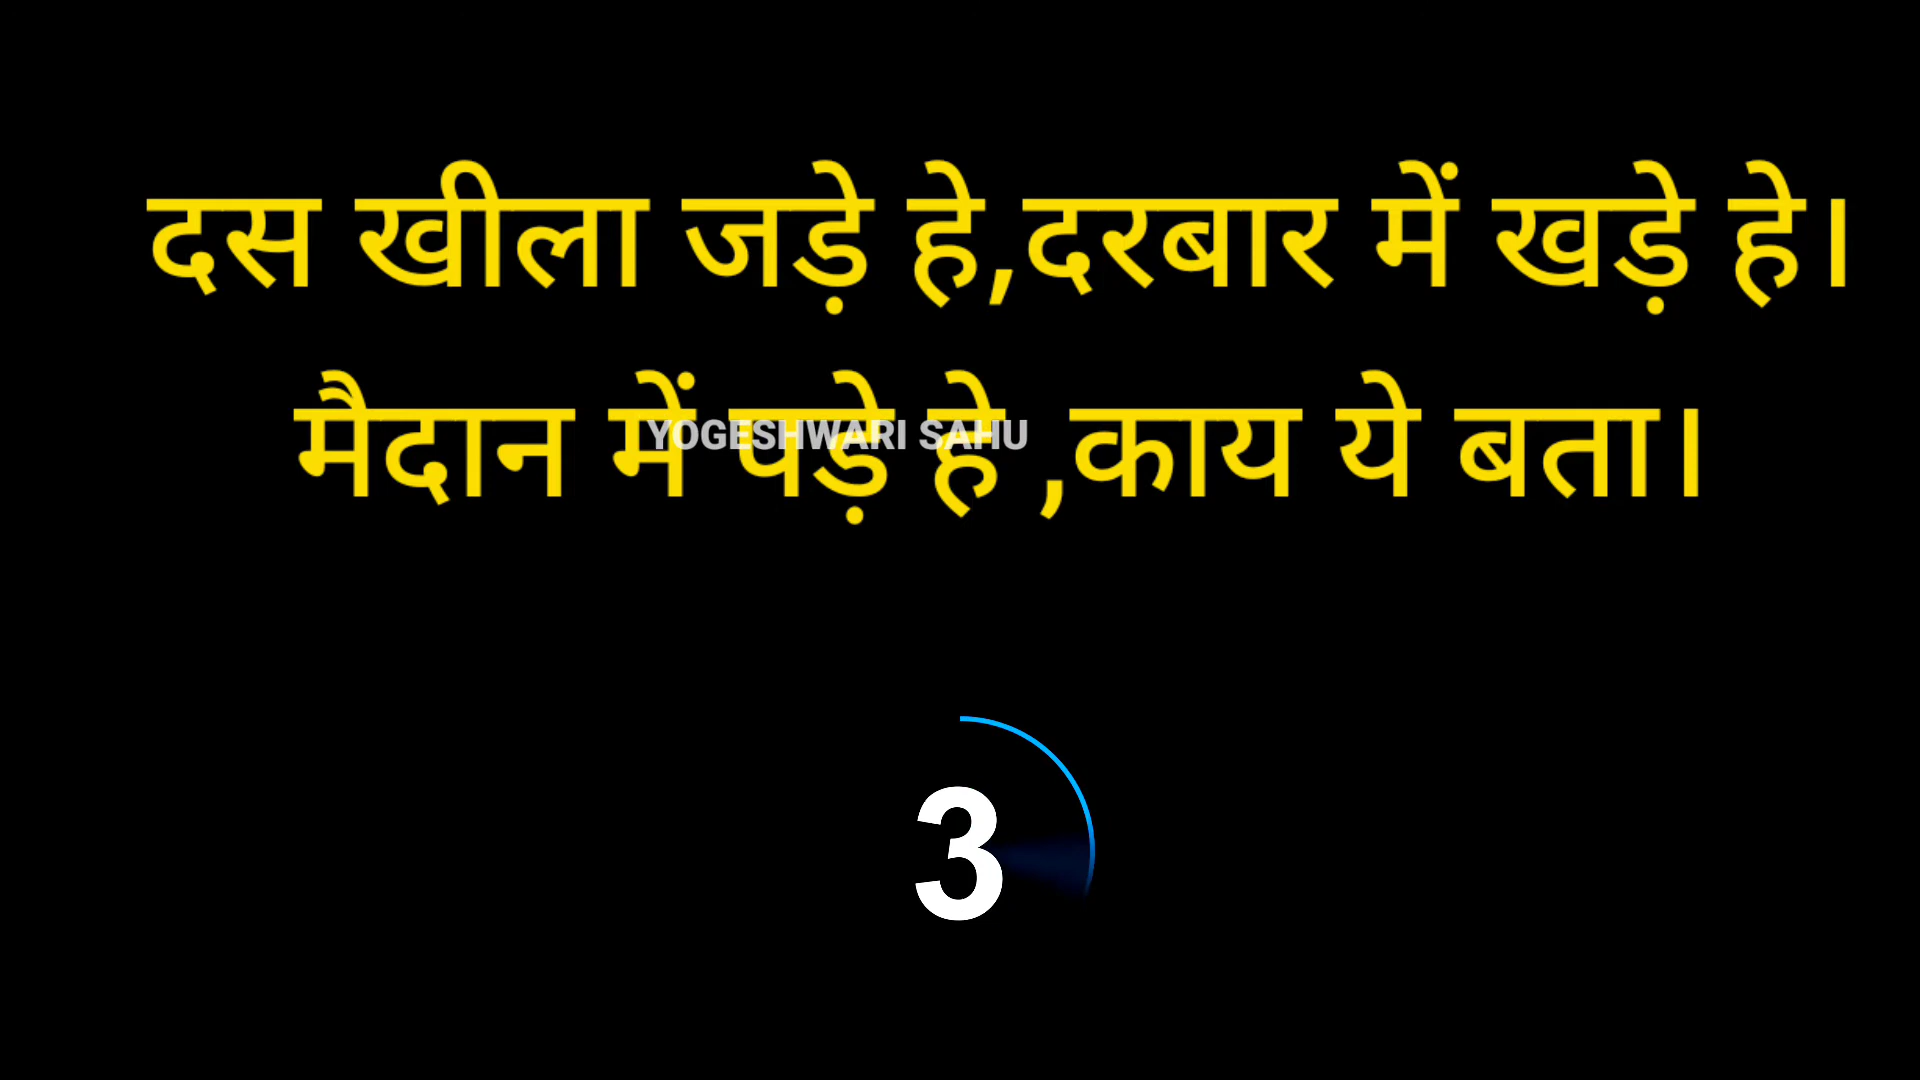 दस खीला जड़े हे,दरबार में खड़े हे।
मैदान में पड़े हे ,काय ये बता।
YOGESHWARI SAHU
3